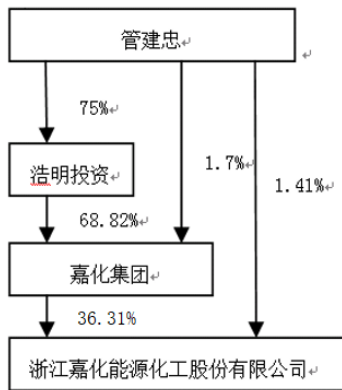 管建忠
75%
1.7%
1.41%
浩明投资
68.82%
嘉化集团
36.31%
浙江嘉化能源化工股份有限公司